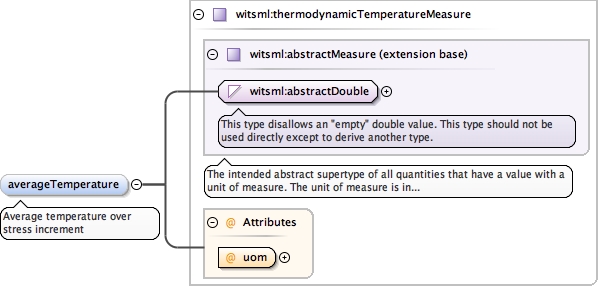 witsml:thermodynamicTemperatureMeasure
witsml:abstractMeasure (extension base)
witsml:abstractDouble
This type disallows an "empty" double value. This type should not be
used directly except to derive another type.
The intended abstract supertype of all quantities that have a value with a
unit of measure. The unit of measure is in...
averageTemperature
Average temperature over
stress increment
@ Attributes
@ uom